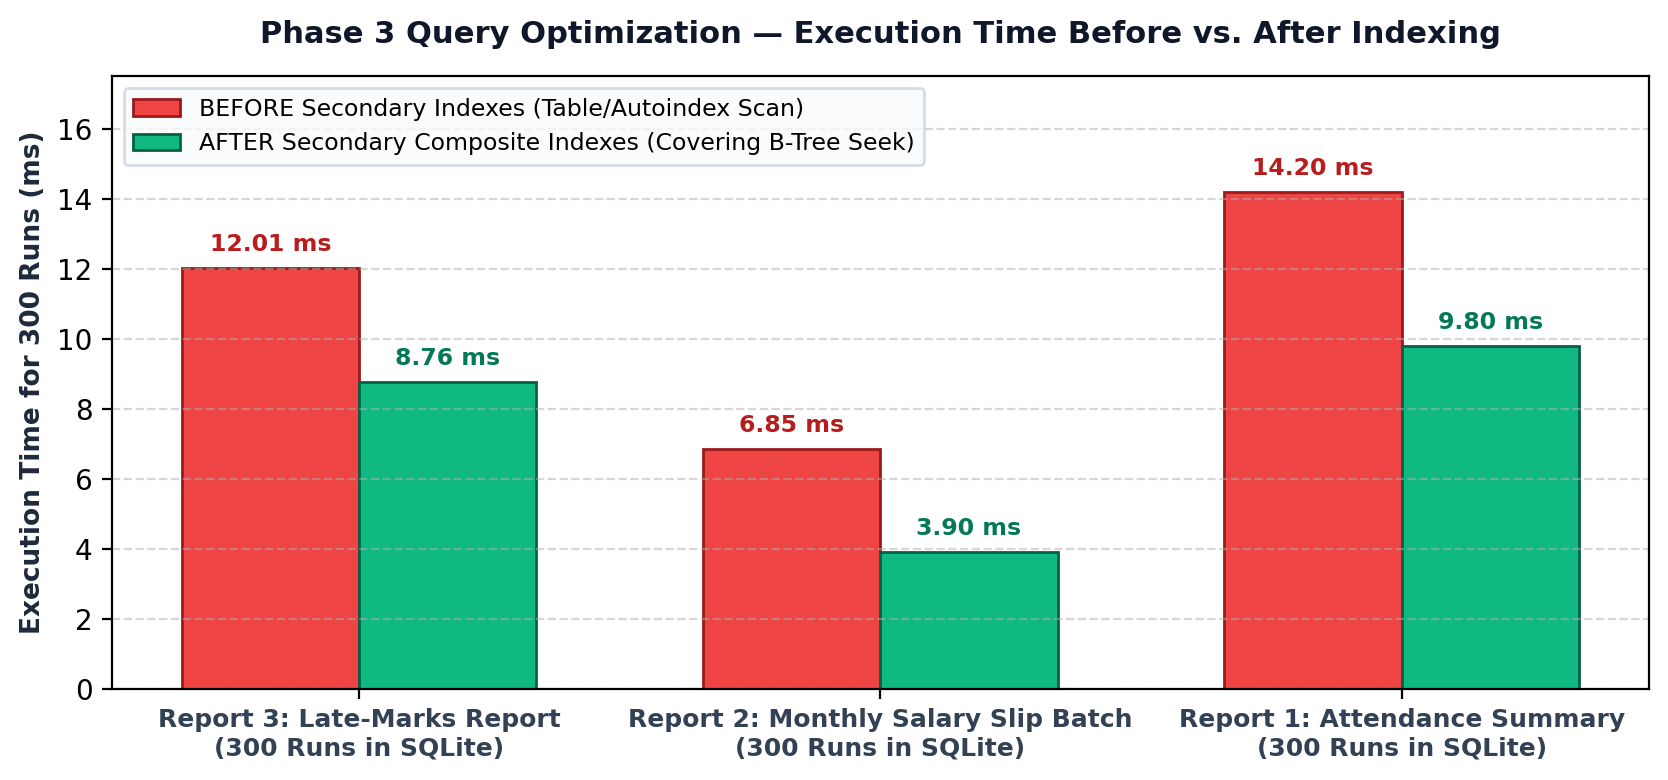 Phase 3 Query Optimization — Execution Time Before vs. After Indexing
Execution Time for 300 Runs (ms)
BEFORE Secondary Indexes (Table/Autoindex Scan)
AFTER Secondary Composite Indexes (Covering B-Tree Seek)
16
14
12
10
8
6
4
2
0
12.01 ms
8.76 ms
6.85 ms
3.90 ms
14.20 ms
9.80 ms
Report 3: Late-Marks Report
(300 Runs in SQLite)
Report 2: Monthly Salary Slip Batch
(300 Runs in SQLite)
Report 1: Attendance Summary
(300 Runs in SQLite)